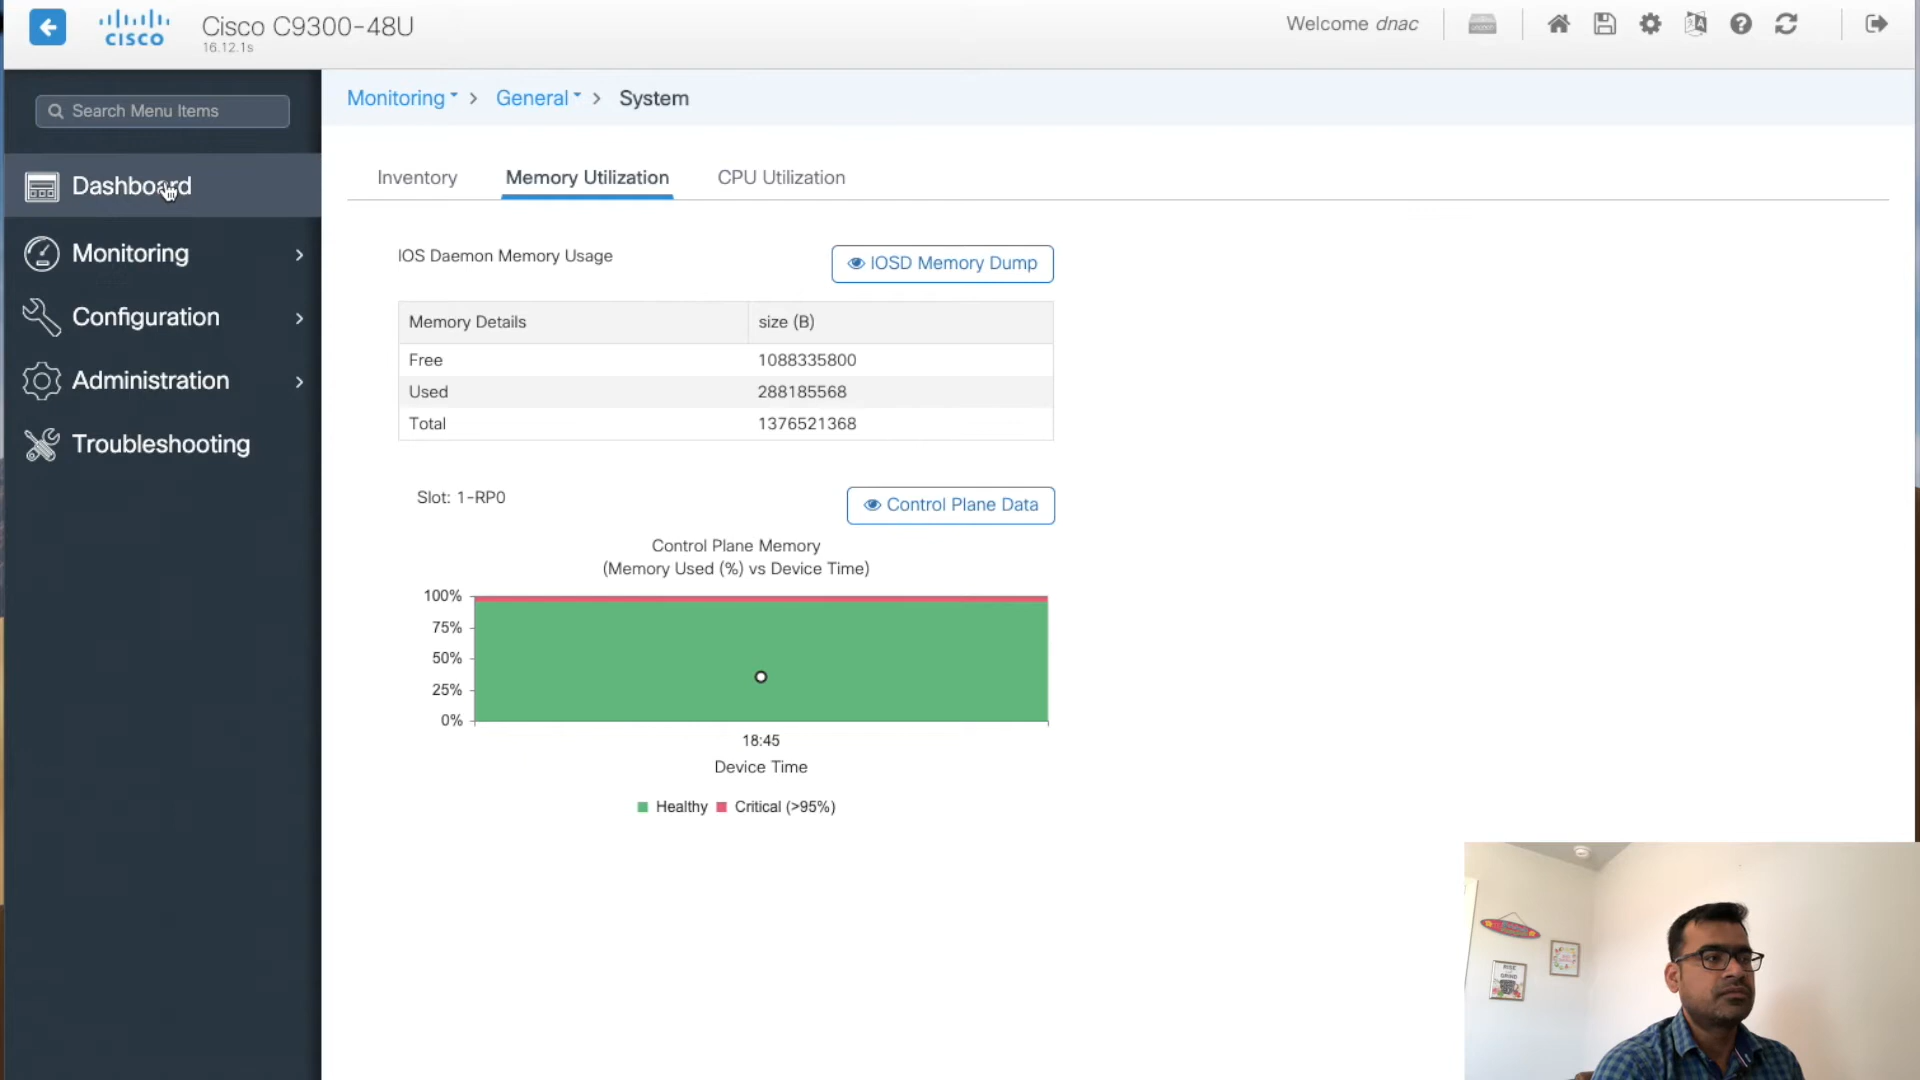 CISCO
Cisco C9300-48U
16.12.1s
Welcome dnac
Search Menu Items
Dashboard
Monitoring
Configuration
Administration
Troubleshooting
Monitoring > General > System
Inventory
Memory Utilization
CPU Utilization
IOS Daemon Memory Usage
IOSD Memory Dump
Memory Details size (B)
Free 1088335800
Used 288185568
Total 1376521368
Slot: 1-RP0
Control Plane Data
Control Plane Memory
(Memory Used (%) vs Device Time)
100%
75%
50%
25%
0%
18:45
Device Time
Healthy Critical (>95%)